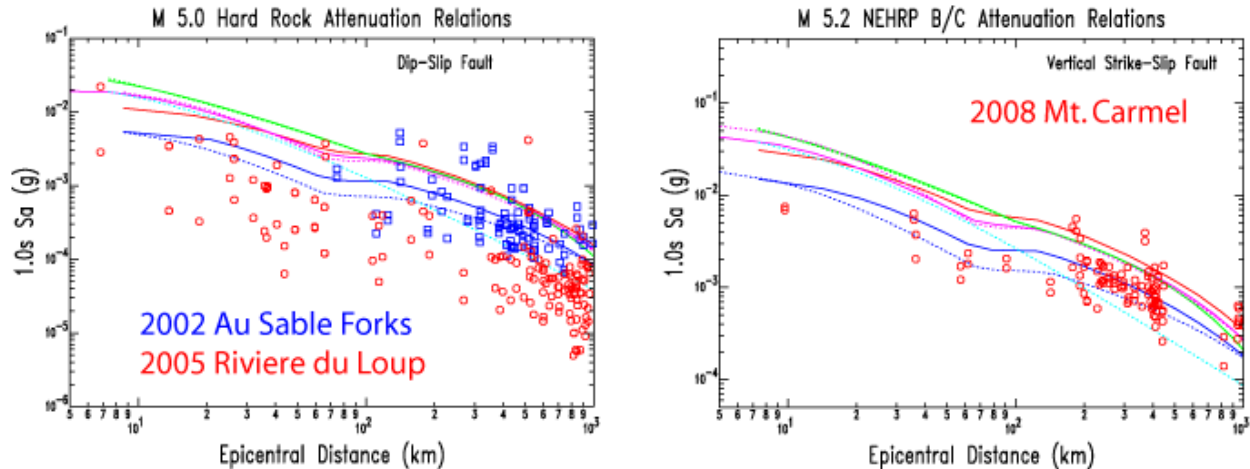 M 5.0 Hard Rock Attenuation Relations
Dip-Slip Fault
1.0s Sa (g)
10^-1
10^-2
10^-3
10^-4
10^-5
10^-6
2002 Au Sable Forks
2005 Riviere du Loup
5 6 7 8 9 10^1 2 3 4 5 6 7 8 9 10^2 2 3 4 5 6 7 8 9 10^3
Epicentral Distance (km)
M 5.2 NEHRP B/C Attenuation Relations
Vertical Strike-Slip Fault
2008 Mt. Carmel
1.0s Sa (g)
10^-1
10^-2
10^-3
10^-4
5 6 7 8 9 10^1 2 3 4 5 6 7 8 9 10^2 2 3 4 5 6 7 8 9 10^3
Epicentral Distance (km)